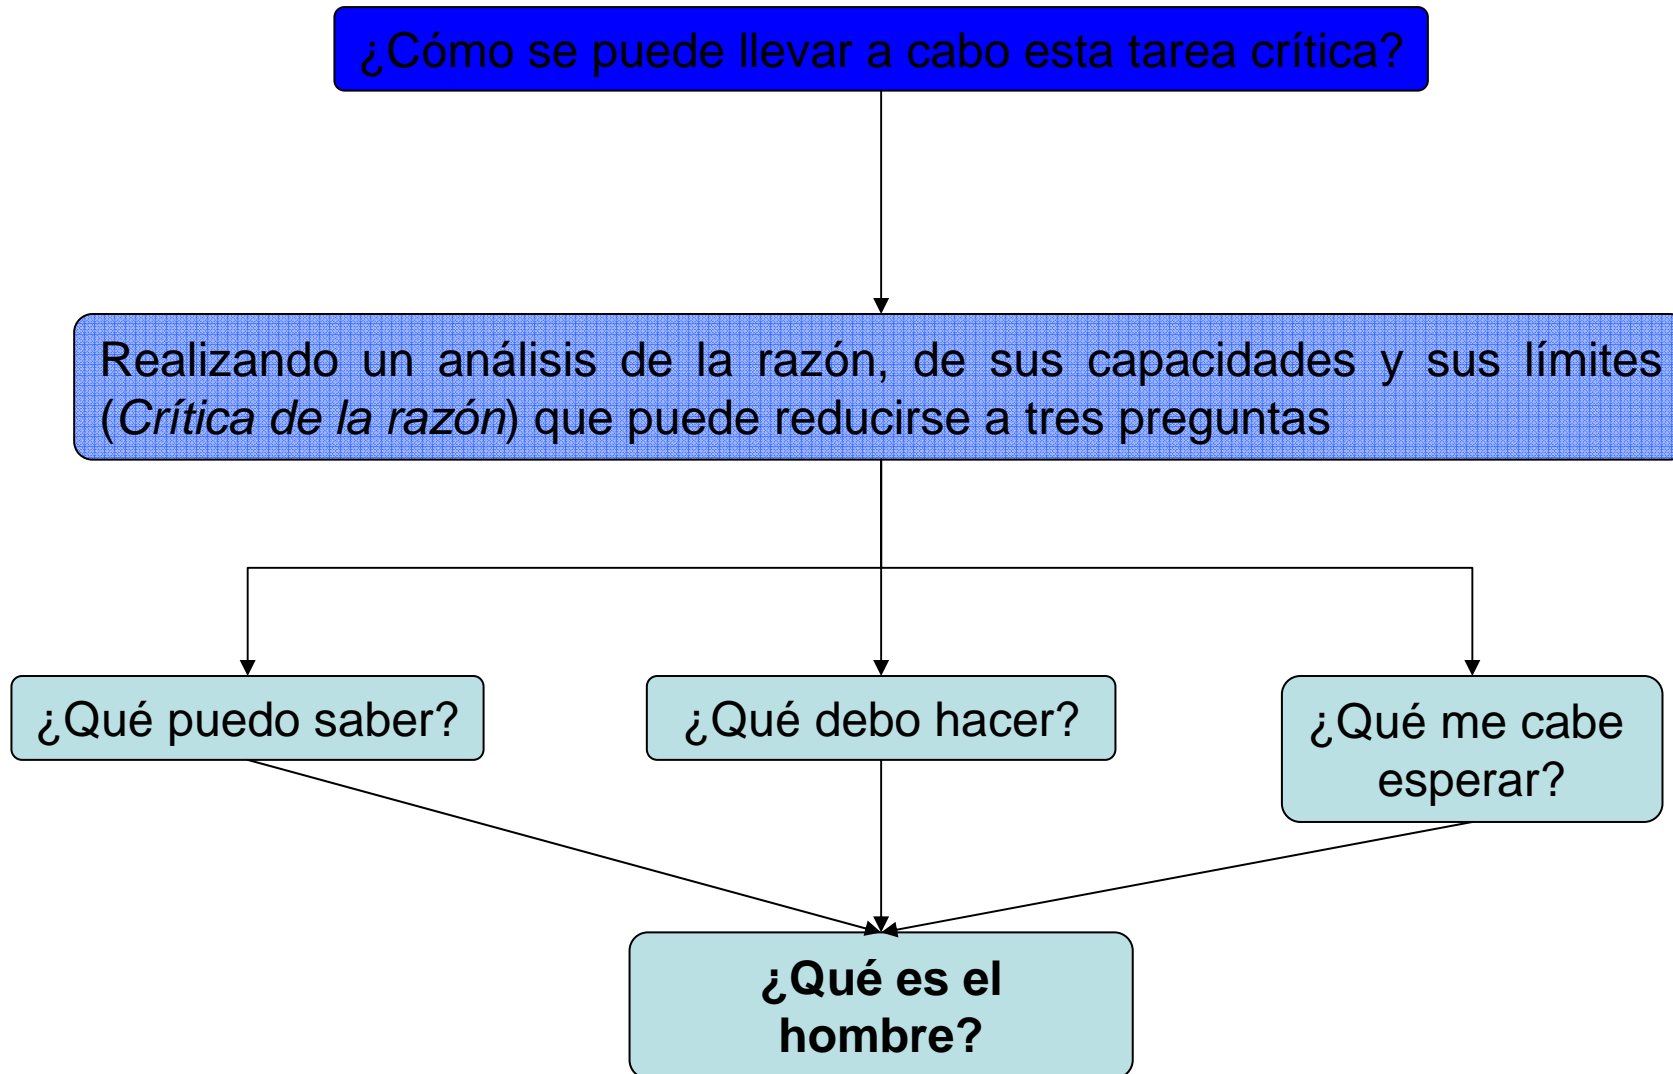 ¿Cómo se puede llevar a cabo esta tarea crítica?
Realizando un análisis de la razón, de sus capacidades y sus límites
(Crítica de la razón) que puede reducirse a tres preguntas
¿Qué puedo saber?
¿Qué debo hacer?
¿Qué me cabe
esperar?
¿Qué es el
hombre?